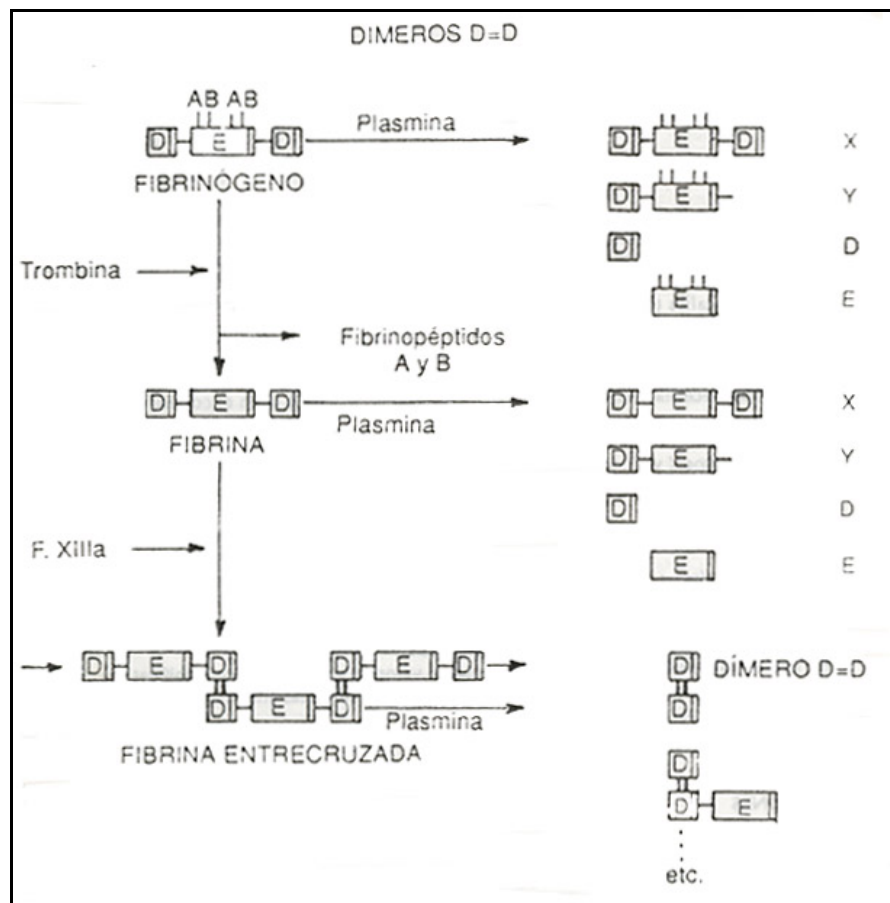 DIMEROS D=D
AB AB
D E D
Plasmina
D E D
X
FIBRINÓGENO
D E
Y
D
D
Trombina
E
E
Fibrinopéptidos
A y B
D E D
Plasmina
D E D
X
FIBRINA
D E
Y
D
D
F. XIIIa
E
E
D E D
D E D
D
DÍMERO D=D
D E D
Plasmina
D
FIBRINA ENTRECRUZADA
D
D E
etc.